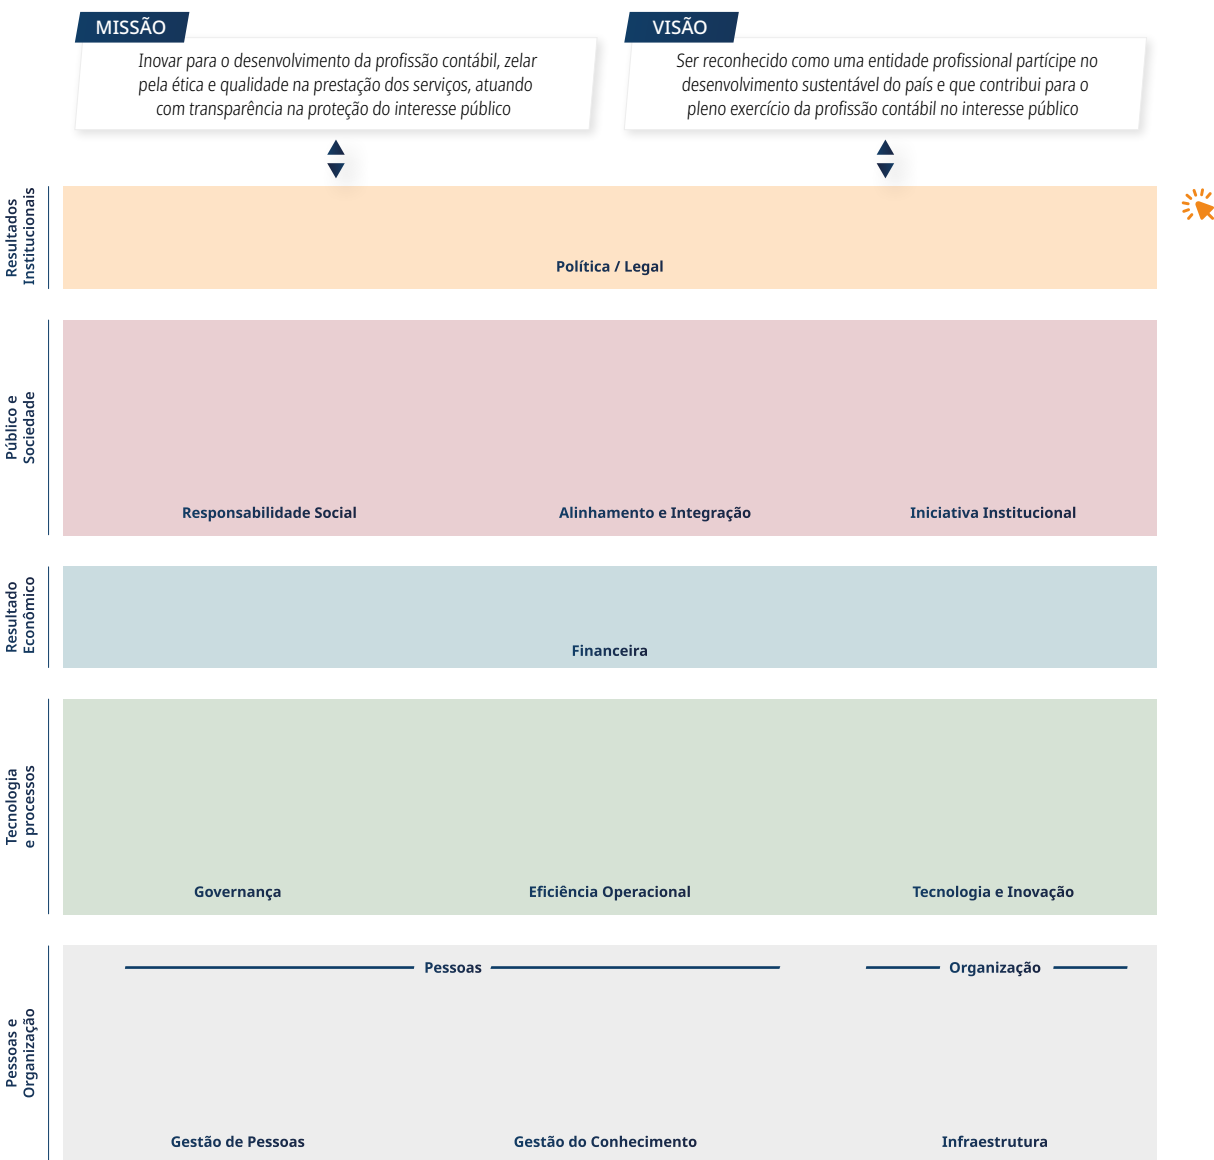 MISSÃO
Inovar para o desenvolvimento da profissão contábil, zelar
pela ética e qualidade na prestação dos serviços, atuando
com transparência na proteção do interesse público
VISÃO
Ser reconhecido como uma entidade profissional partícipe no
desenvolvimento sustentável do país e que contribui para o
pleno exercício da profissão contábil no interesse público
Resultados
Institucionais
Política / Legal
Público e
Sociedade
Responsabilidade Social
Alinhamento e Integração
Iniciativa Institucional
Resultado
Econômico
Financeira
Tecnologia
e processos
Governança
Eficiência Operacional
Tecnologia e Inovação
Pessoas e
Organização
Pessoas
Organização
Gestão de Pessoas
Gestão do Conhecimento
Infraestrutura